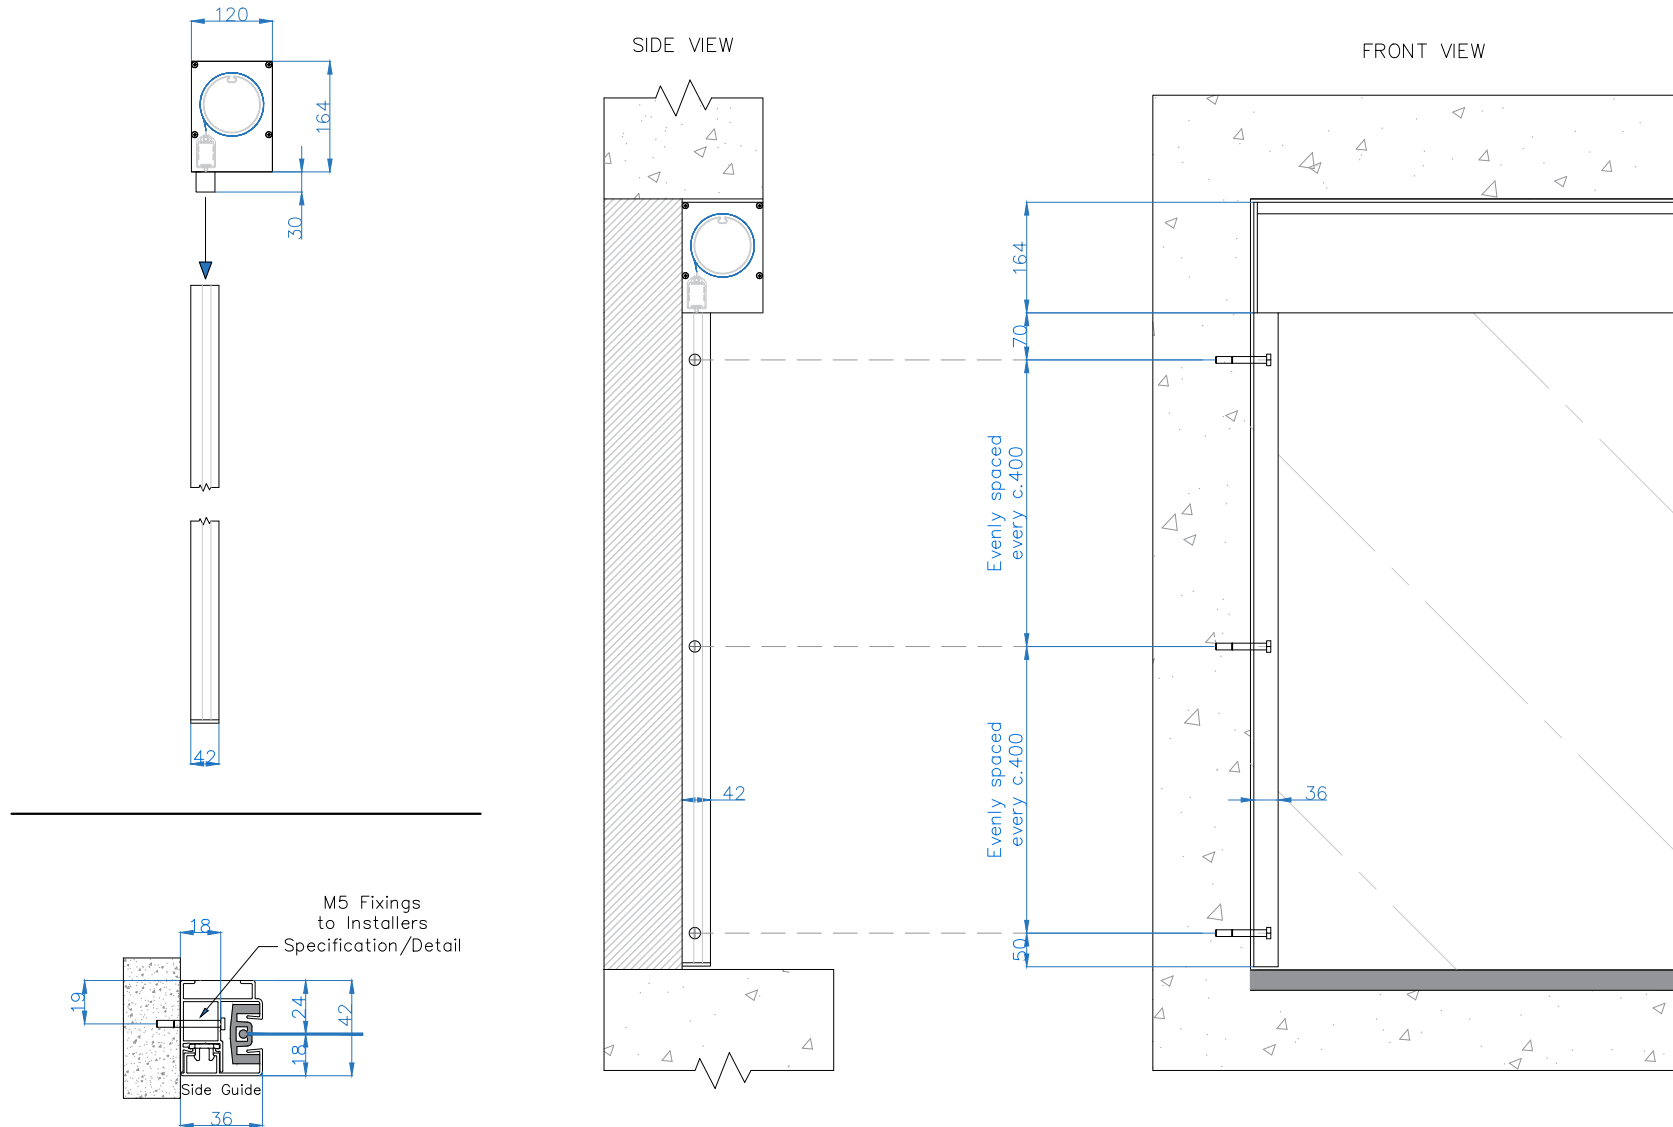 120
164
30
42
SIDE VIEW
FRONT VIEW
164
70
Evenly spaced
every c.400
Evenly spaced
every c.400
50
42
36
M5 Fixings
to Installers
Specification/Detail
18
19
24
42
18
Side Guide
36